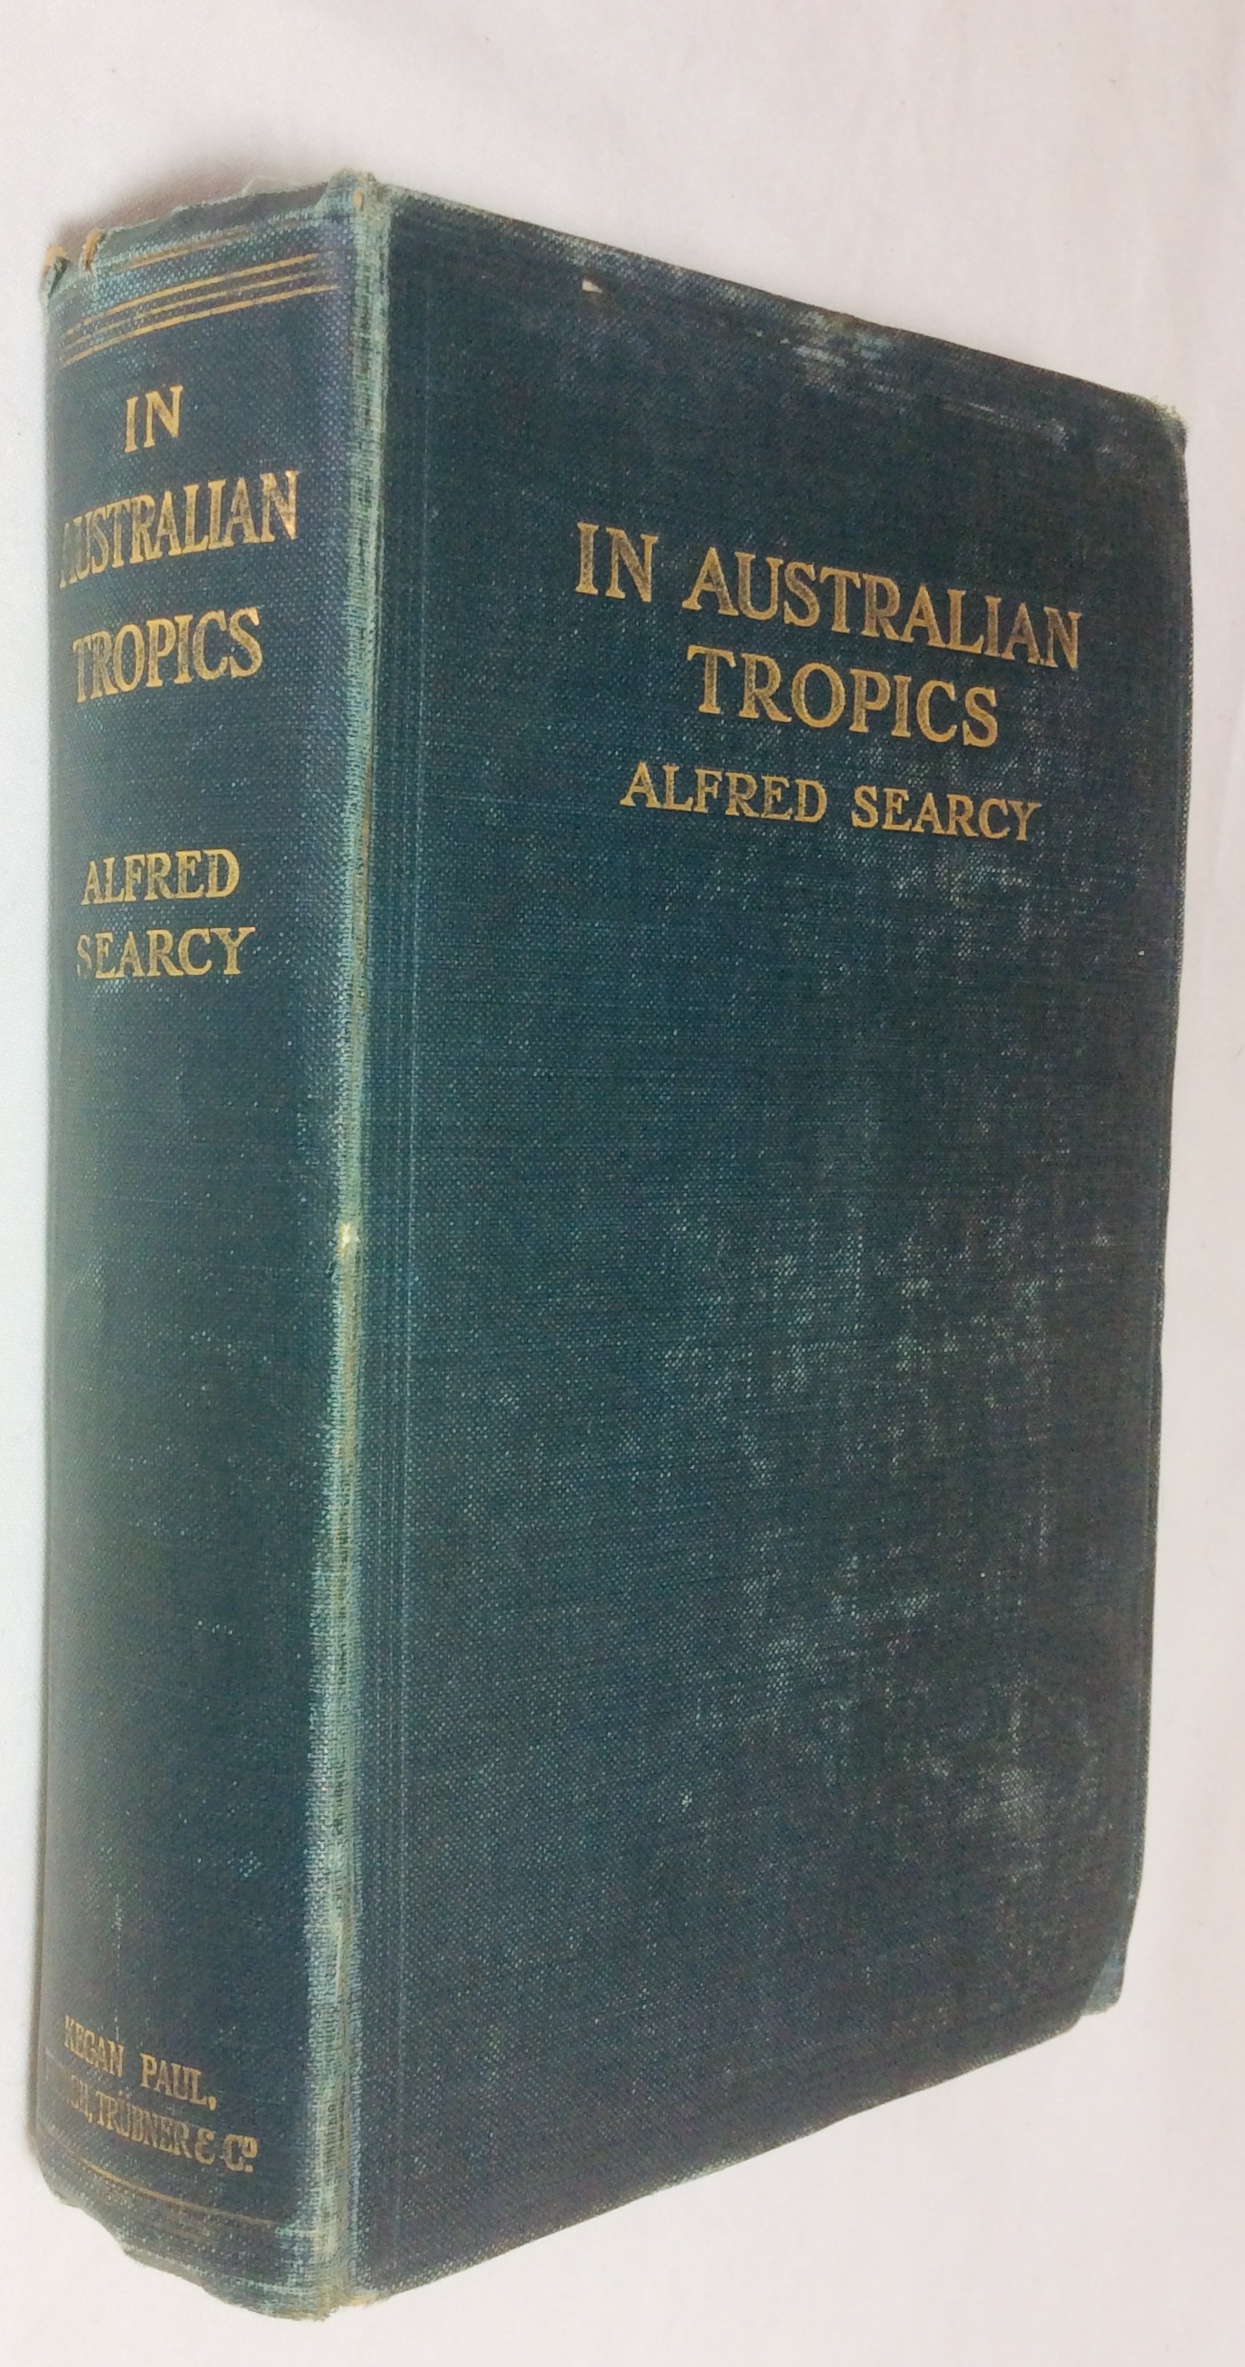 IN
AUSTRALIAN
TROPICS
ALFRED
SEARCY
KEGAN PAUL,
TRÜBNER & Cº
IN AUSTRALIAN
TROPICS
ALFRED SEARCY